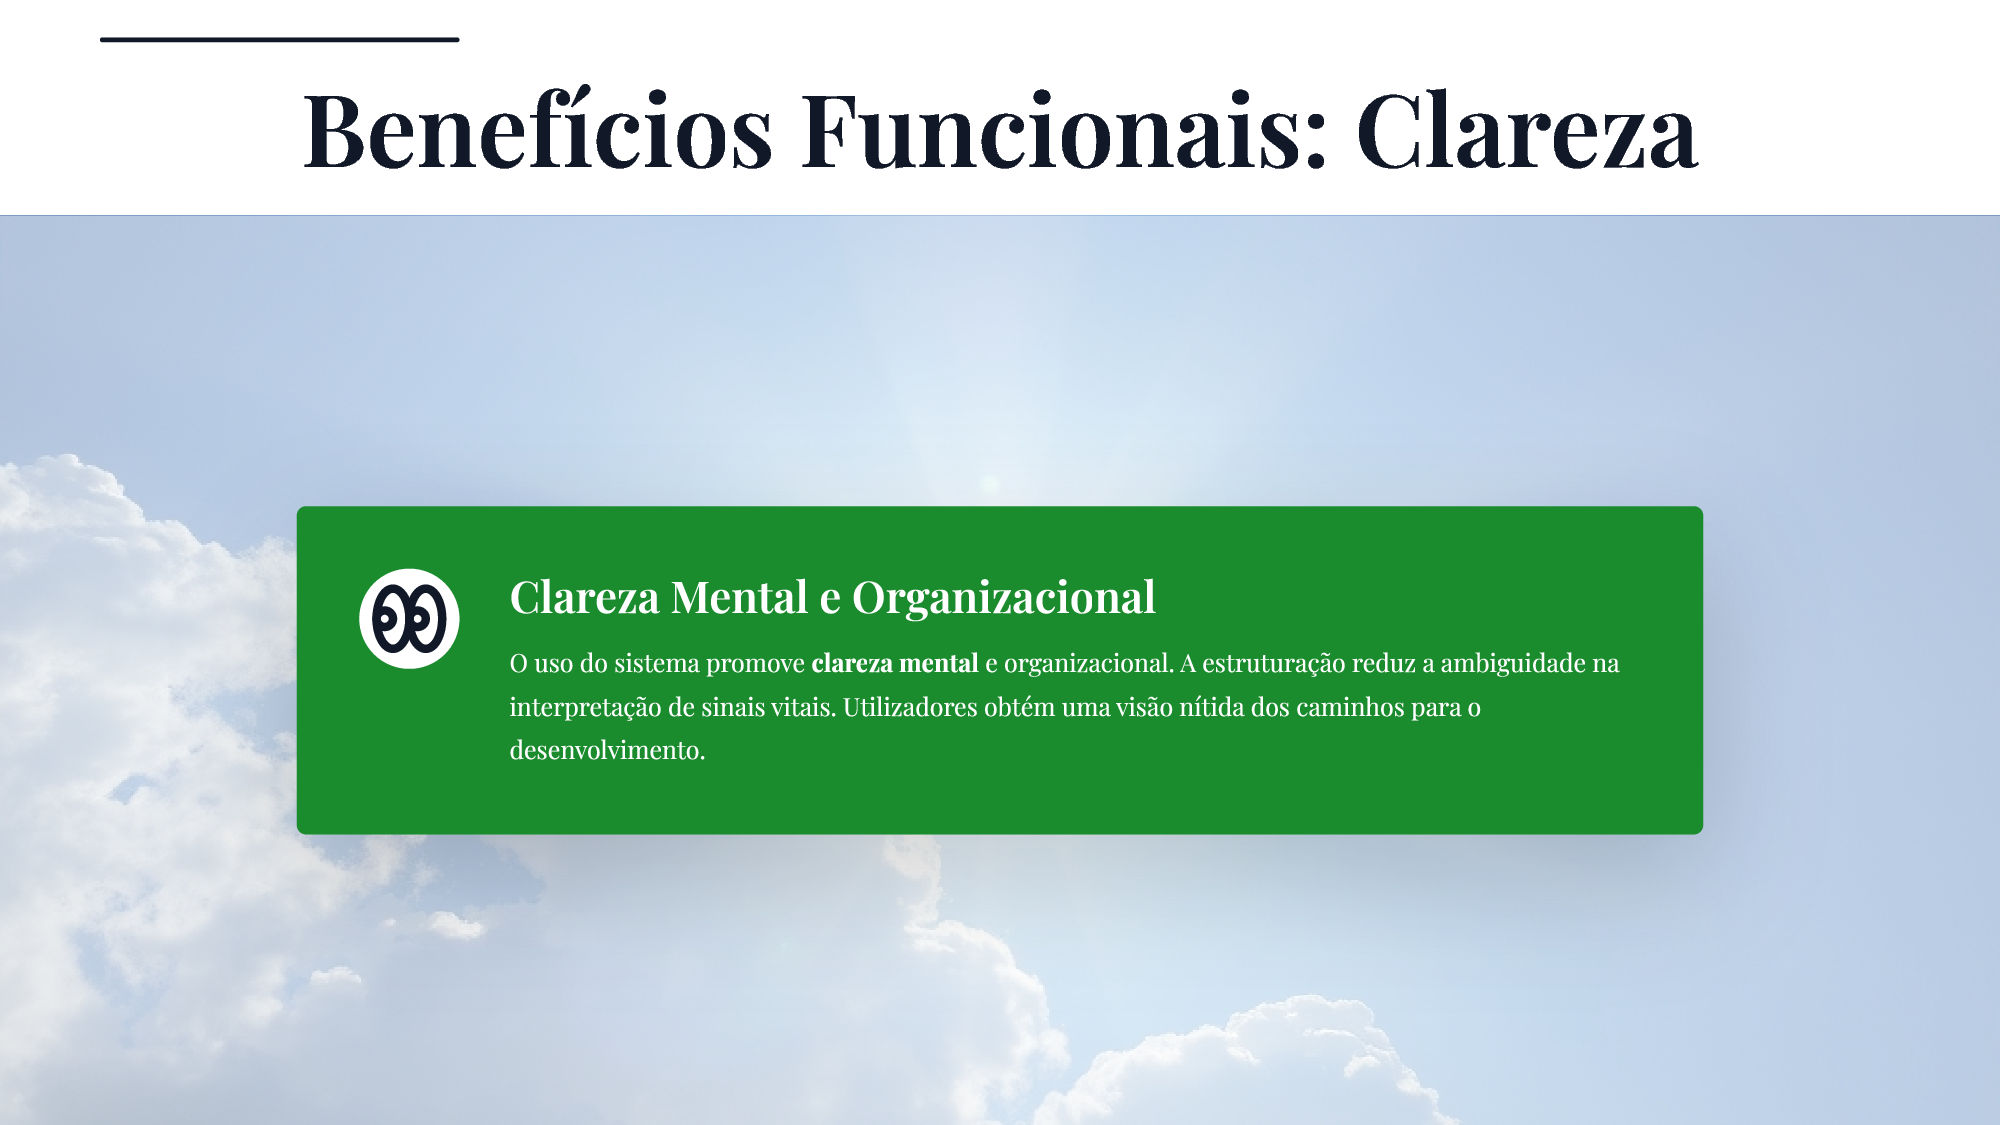 Benefícios Funcionais: Clareza
Clareza Mental e Organizacional
O uso do sistema promove clareza mental e organizacional. A estruturação reduz a ambiguidade na
interpretação de sinais vitais. Utilizadores obtém uma visão nítida dos caminhos para o
desenvolvimento.